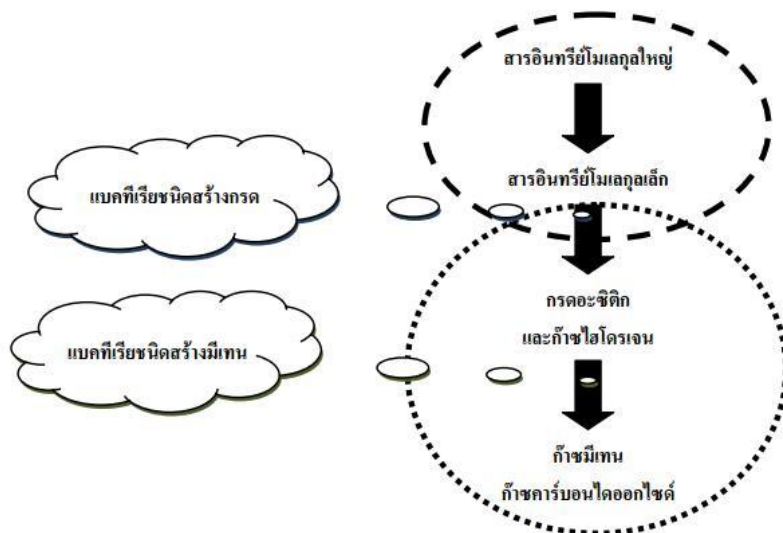 สารอินทรีย์โมเลกุลใหญ่
สารอินทรีย์โมเลกุลเล็ก
แบคทีเรียชนิดสร้างกรด
กรดอะซิติก
และก๊าซไฮโดรเจน
แบคทีเรียชนิดสร้างมีเทน
ก๊าซมีเทน
ก๊าซคาร์บอนไดออกไซด์